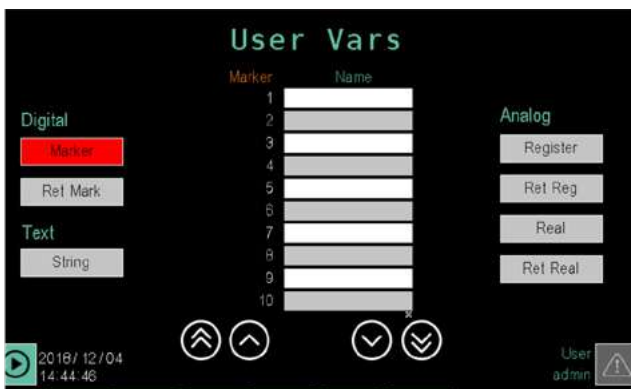 User Vars
Marker Name
1
2
3
4
5
6
7
8
9
10
Digital
Marker
Ret Mark
Text
String
Analog
Register
Ret Reg
Real
Ret Real
2018/12/04
14:44:46
User
admin